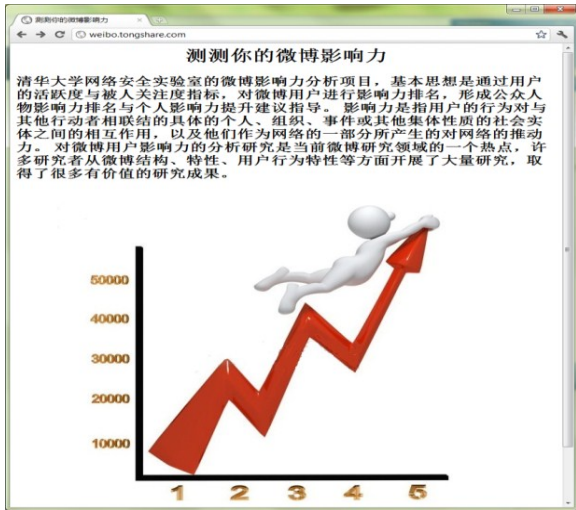 测测你的微博影响力
weibo.tongshare.com
测测你的微博影响力
清华大学网络安全实验室的微博影响力分析项目，基本思想是通过用户
的活跃度与被人关注度指标，对微博用户进行影响力排名，形成公众人
物影响力排名与个人影响力提升建议指导。 影响力是指用户的行为对与
其他行动者相联结的具体的个人、组织、事件或其他集体性质的社会实
体之间的相互作用，以及他们作为网络的一部分所产生的对网络的推动
力。 对微博用户影响力的分析研究是当前微博研究领域的一个热点，许
多研究者从微博结构、特性、用户行为特性等方面开展了大量研究，取
得了很多有价值的研究成果。
50000
40000
30000
20000
10000
1 2 3 4 5